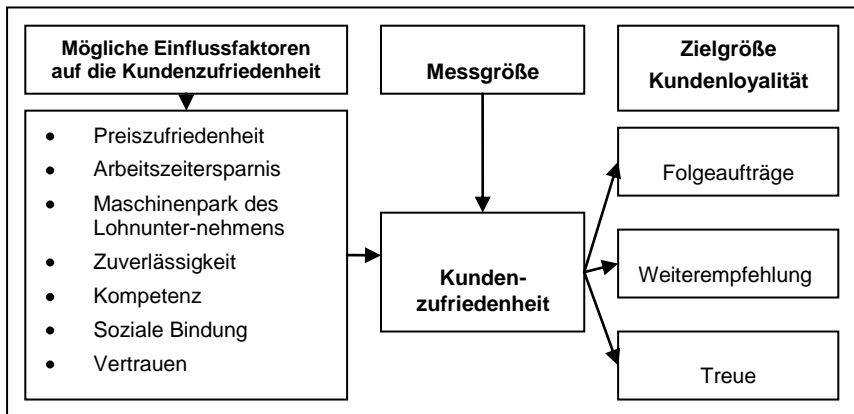 Mögliche Einflussfaktoren
auf die Kundenzufriedenheit
• Preiszufriedenheit
• Arbeitszeitersparnis
• Maschinenpark des
Lohnunter-nehmens
• Zuverlässigkeit
• Kompetenz
• Soziale Bindung
• Vertrauen
Messgröße
Kunden-
zufriedenheit
Zielgröße
Kundenloyalität
Folgeaufträge
Weiterempfehlung
Treue